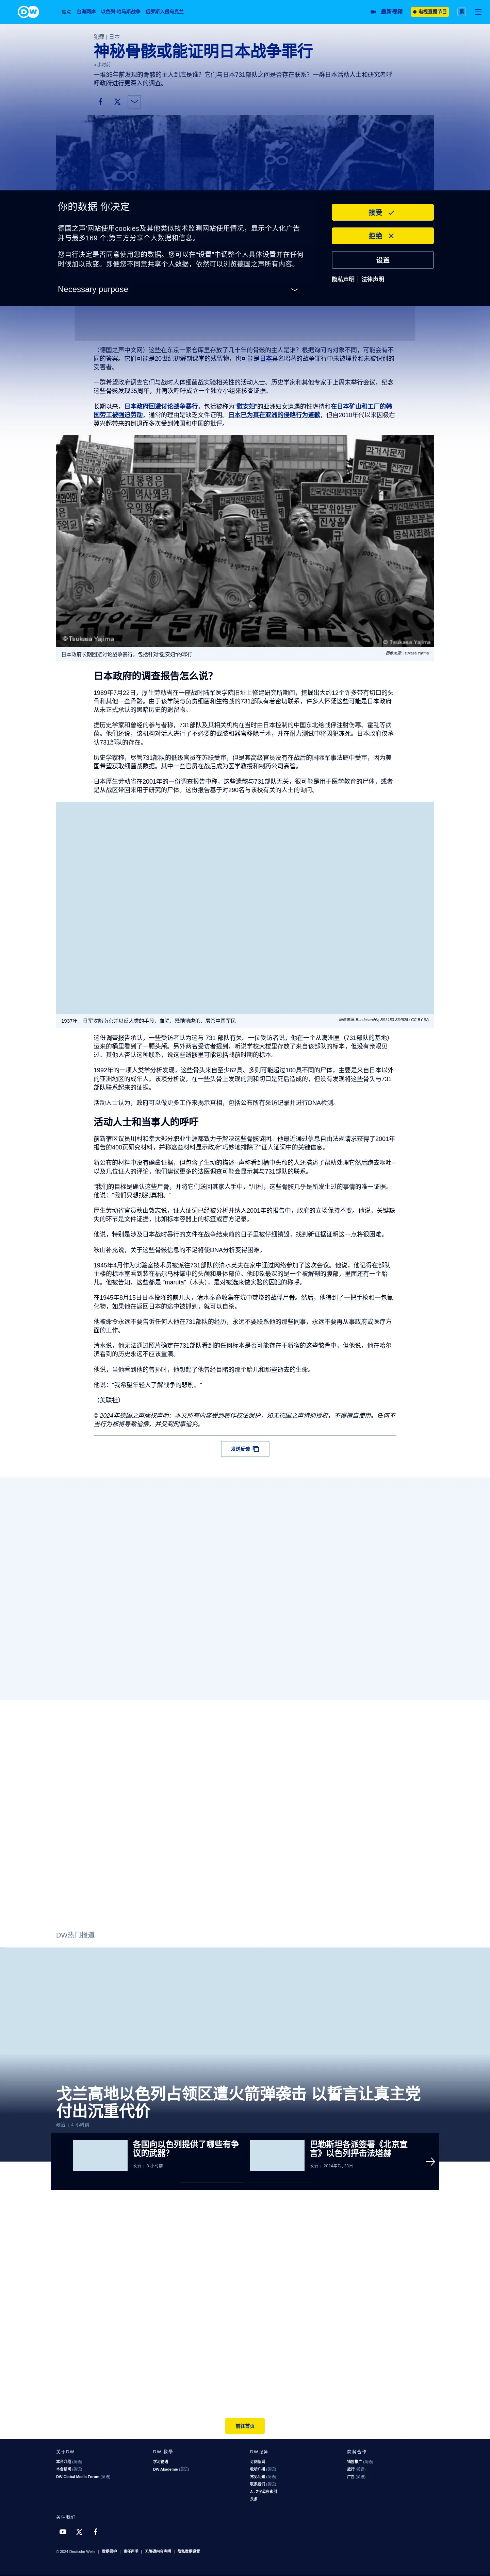 DW
焦点 台海两岸 以色列-哈马斯战争 俄罗斯入侵乌克兰
最新视频
电视直播节目
繁
犯罪 | 日本
神秘骨骸或能证明日本战争罪行
5 小时前
一堆35年前发现的骨骸的主人到底是谁？它们与日本731部队之间是否存在联系？一群日本活动人士和研究者呼
吁政府进行更深入的调查。
你的数据 你决定
德国之声'网站使用cookies及其他类似技术监测网站使用情况，显示个人化广告
并与最多169 个,第三方分享个人数据和信息。
您自行决定是否同意使用您的数据。您可以在"设置"中调整个人具体设置并在任何
时候加以改变。即便您不同意共享个人数据，依然可以浏览德国之声所有内容。
Necessary purpose
接受
拒绝
设置
隐私声明 | 法律声明
（德国之声中文网）这些在东京一家仓库里存放了几十年的骨骸的主人是谁？根据询问的对象不同，可能会有不
同的答案。它们可能是20世纪初解剖课堂的残留物，也可能是日本臭名昭著的战争罪行中未被埋葬和未被识别的
受害者。
一群希望政府调查它们与战时人体细菌战实验相关性的活动人士、历史学家和其他专家于上周末举行会议，纪念
这些骨骸发现35周年，并再次呼吁成立一个独立小组来核查证据。
长期以来，日本政府回避讨论战争暴行，包括被称为"慰安妇"的亚洲妇女遭遇的性虐待和在日本矿山和工厂的韩
国劳工被强迫劳动，通常的理由是缺乏文件证明。日本已为其在亚洲的侵略行为道歉，但自2010年代以来因极右
翼兴起带来的倒退而多次受到韩国和中国的批评。
© Tsukasa Yajima
© Tsukasa Yajima
日本政府长期回避讨论战争暴行，包括针对"慰安妇"的罪行
图像来源: Tsukasa Yajima
日本政府的调查报告怎么说？
1989年7月22日，厚生劳动省在一座战时陆军医学院旧址上修建研究所期间，挖掘出大约12个许多带有切口的头
骨和其他一些骨骼。由于该学院与负责细菌和生物战的731部队有着密切联系，许多人怀疑这些可能是日本政府
从未正式承认的黑暗历史的遗留物。
据历史学家和曾经的参与者称，731部队及其相关机构在当时由日本控制的中国东北给战俘注射伤寒、霍乱等病
菌。他们还说，该机构对活人进行了不必要的截肢和器官移除手术，并在耐力测试中将囚犯冻死。日本政府仅承
认731部队的存在。
历史学家称，尽管731部队的低级官员在苏联受审，但是其高级官员没有在战后的国际军事法庭中受审，因为美
国希望获取细菌战数据。其中一些官员在战后成为医学教授和制药公司高管。
日本厚生劳动省在2001年的一份调查报告中称，这些遗骸与731部队无关，很可能是用于医学教育的尸体，或者
是从战区带回来用于研究的尸体。这份报告基于对290名与该校有关的人士的询问。
1937年，日军攻陷南京并以反人类的手段，血腥、残酷地虐杀、屠杀中国军民
图像来源: Bundesarchiv, Bild 183-S34828 / CC-BY-SA
这份调查报告承认，一些受访者认为这与 731 部队有关。一位受访者说，他在一个从满洲里（731部队的基地）
运来的桶里看到了一颗头颅。另外两名受访者提到，听说学校大楼里存放了来自该部队的标本，但没有亲眼见
过。其他人否认这种联系，说这些遗骸里可能包括战前时期的标本。
1992年的一项人类学分析发现，这些骨头来自至少62具、多则可能超过100具不同的尸体，主要是来自日本以外
的亚洲地区的成年人。该项分析说，在一些头骨上发现的洞和切口是死后造成的，但没有发现将这些骨头与731
部队联系起来的证据。
活动人士认为，政府可以做更多工作来揭示真相，包括公布所有采访记录并进行DNA检测。
活动人士和当事人的呼吁
前新宿区议员川村和幸大部分职业生涯都致力于解决这些骨骸谜团。他最近通过信息自由法规请求获得了2001年
报告的400页研究材料，并称这些材料显示政府"巧妙地排除了"证人证词中的关键信息。
新公布的材料中没有确凿证据，但包含了生动的描述--声称看到桶中头颅的人还描述了帮助处理它然后跑去呕吐--
以及几位证人的评论，他们建议更多的法医调查可能会显示其与731部队的联系。
"我们的目标是确认这些尸骨，并将它们送回其家人手中，"川村，这些骨骼几乎是所发生过的事情的唯一证据。
他说："我们只想找到真相。"
厚生劳动省官员秋山敦志说，证人证词已经被分析并纳入2001年的报告中，政府的立场保持不变。他说，关键缺
失的环节是文件证据，比如标本容器上的标签或官方记录。
他说，特别是涉及日本战时暴行的文件在战争结束前的日子里被仔细销毁，找到新证据证明这一点将很困难。
秋山补充说，关于这些骨骸信息的不足将使DNA分析变得困难。
1945年4月作为实验室技术员被派往731部队的清水英夫在家中通过网络参加了这次会议。他说，他记得在部队
主楼的标本室看到装在福尔马林罐中的头颅和身体部位。他印象最深的是一个被解剖的腹部，里面还有一个胎
儿。他被告知，这些都是 "maruta"（木头），是对被选来做实验的囚犯的称呼。
在1945年8月15日日本投降的前几天，清水奉命收集在坑中焚烧的战俘尸骨。然后，他得到了一把手枪和一包氰
化物，如果他在返回日本的途中被抓到，就可以自杀。
他被命令永远不要告诉任何人他在731部队的经历，永远不要联系他的那些同事，永远不要再从事政府或医疗方
面的工作。
清水说，他无法通过照片确定在731部队看到的任何标本是否可能存在于新宿的这些骸骨中，但他说，他在哈尔
滨看到的历史永远不应该重演。
他说，当他看到他的曾孙时，他想起了他曾经目睹的那个胎儿和那些逝去的生命。
他说："我希望年轻人了解战争的悲剧。"
（美联社）
© 2024年德国之声版权声明：本文所有内容受到著作权法保护，如无德国之声特别授权，不得擅自使用。任何不
当行为都将导致追偿，并受到刑事追究。
发送反馈
DW热门报道
戈兰高地以色列占领区遭火箭弹袭击 以誓言让真主党
付出沉重代价
政治 | 4 小时前
各国向以色列提供了哪些有争
议的武器？
政治 | 3 小时前
巴勒斯坦各派签署《北京宣
言》以色列抨击法塔赫
政治 | 2024年7月23日
前往首页
关于DW
本台介绍 (英语)
本台新闻 (英语)
DW Global Media Forum (英语)
DW 教学
学习德语
DW Akademie (英语)
DW服务
订阅新闻
收听广播 (英语)
常见问题 (英语)
联系我们 (英语)
A - Z字母序索引
头条
商务合作
销售推广 (英语)
旅行 (英语)
广告 (英语)
关注我们
© 2024 Deutsche Welle | 数据保护 | 责任声明 | 无障碍内容声明 | 隐私数据设置